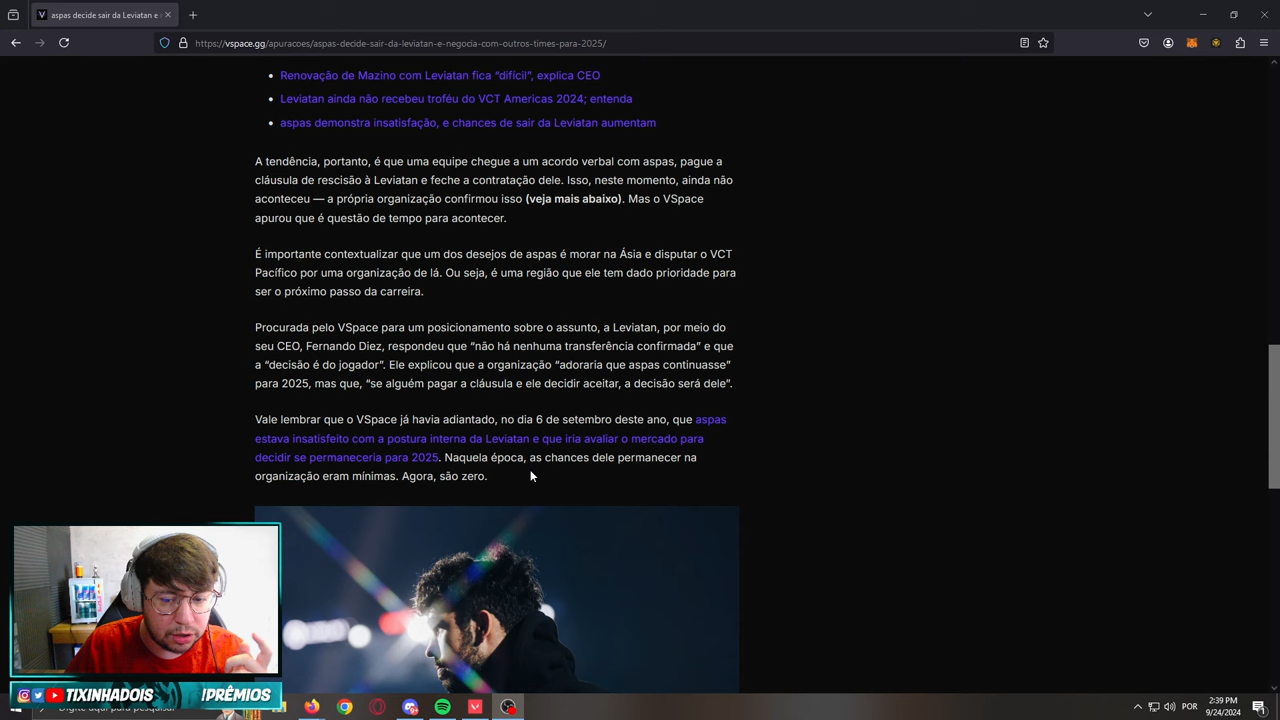 aspas decide sair da Leviatan e
https://vspace.gg/apuracoes/aspas-decide-sair-da-leviatan-e-negocia-com-outros-times-para-2025/
• Renovação de Mazino com Leviatan fica “difícil”, explica CEO
• Leviatan ainda não recebeu troféu do VCT Americas 2024; entenda
• aspas demonstra insatisfação, e chances de sair da Leviatan aumentam
A tendência, portanto, é que uma equipe chegue a um acordo verbal com aspas, pague a
cláusula de rescisão à Leviatan e feche a contratação dele. Isso, neste momento, ainda não
aconteceu — a própria organização confirmou isso (veja mais abaixo). Mas o VSpace
apurou que é questão de tempo para acontecer.
É importante contextualizar que um dos desejos de aspas é morar na Ásia e disputar o VCT
Pacífico por uma organização de lá. Ou seja, é uma região que ele tem dado prioridade para
ser o próximo passo da carreira.
Procurada pelo VSpace para um posicionamento sobre o assunto, a Leviatan, por meio do
seu CEO, Fernando Diez, respondeu que “não há nenhuma transferência confirmada” e que
a “decisão é do jogador”. Ele explicou que a organização “adoraria que aspas continuasse”
para 2025, mas que, “se alguém pagar a cláusula e ele decidir aceitar, a decisão será dele”.
Vale lembrar que o VSpace já havia adiantado, no dia 6 de setembro deste ano, que aspas
estava insatisfeito com a postura interna da Leviatan e que iria avaliar o mercado para
decidir se permaneceria para 2025. Naquela época, as chances dele permanecer na
organização eram mínimas. Agora, são zero.
TIXINHADOIS !PRÊMIOS
Digite aqui para pesquisar
POR
2:39 PM
9/24/2024